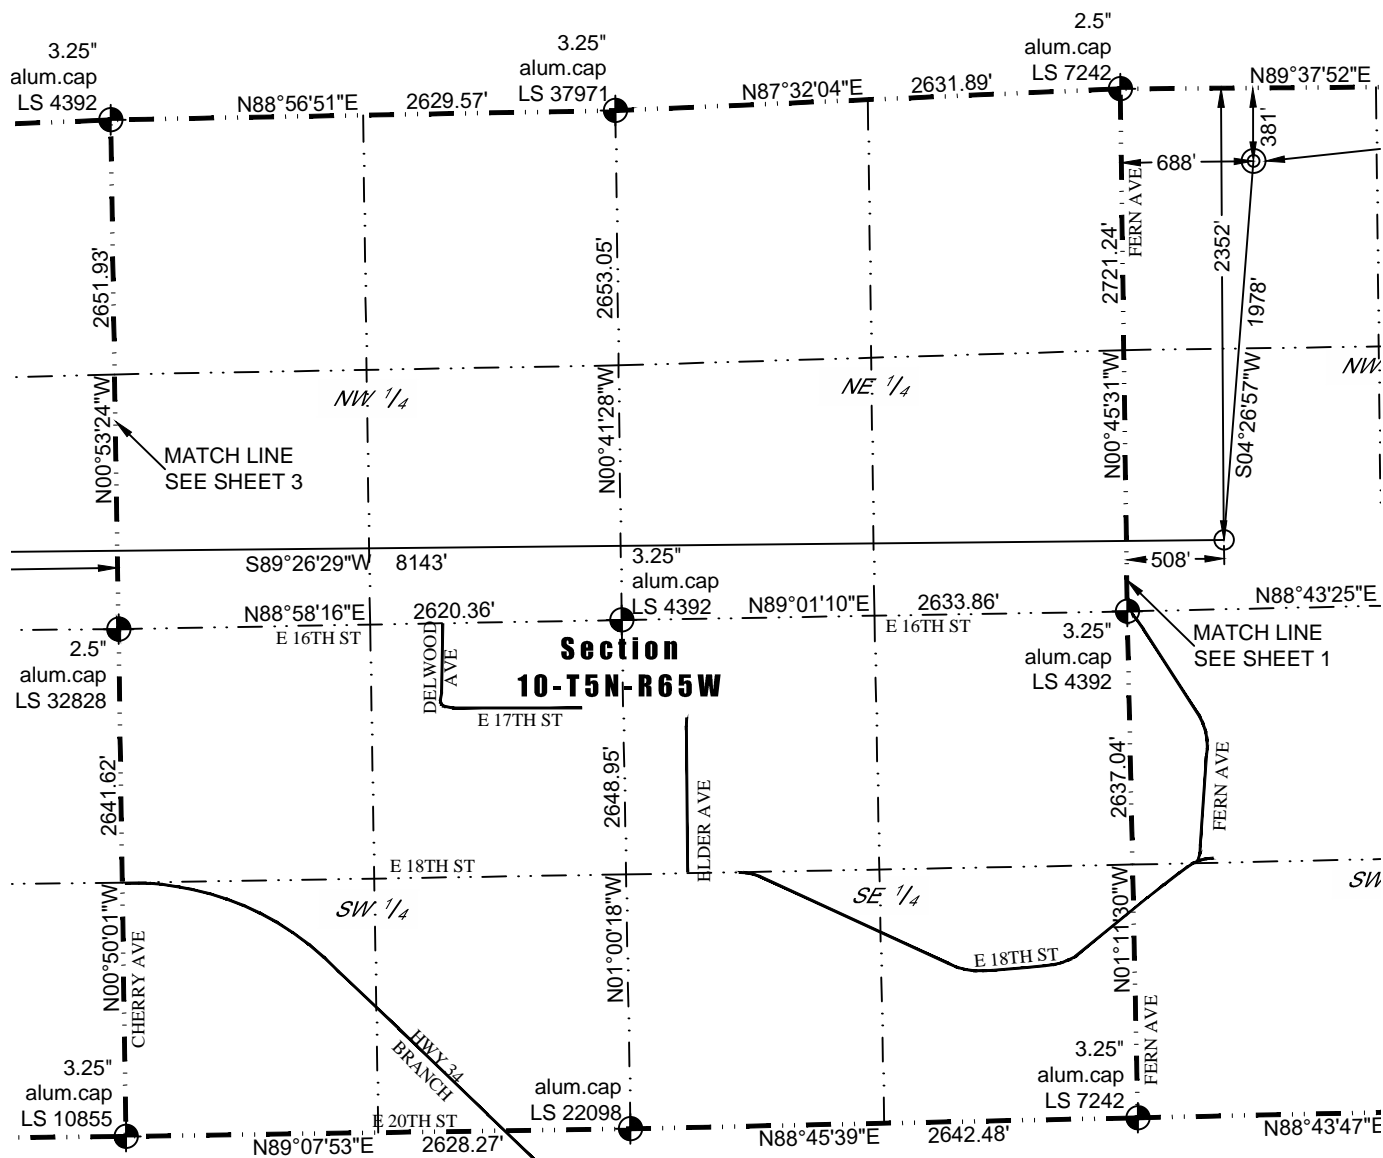 3.25"
alum.cap
LS 4392
N88°56'51"E
2629.57'
3.25"
alum.cap
LS 37971
N87°32'04"E
2631.89'
2.5"
alum.cap
LS 7242
N89°37'52"E
381'
688'
FERN AVE
2352'
1978'
S04°26'57"W
2651.93'
N00°53'24"W
2653.05'
N00°41'28"W
2721.24'
N00°45'31"W
NW 1/4
NE 1/4
NW
MATCH LINE
SEE SHEET 3
S89°26'29"W
8143'
508'
3.25"
alum.cap
LS 4392
N88°58'16"E
2620.36'
E 16TH ST
N89°01'10"E
2633.86'
E 16TH ST
N88°43'25"E
2.5"
alum.cap
LS 32828
DELWOOD
AVE
Section
10-T5N-R65W
E 17TH ST
3.25"
alum.cap
LS 4392
MATCH LINE
SEE SHEET 1
2641.62'
N00°50'01"W
CHERRY AVE
2648.95'
N01°00'18"W
ELDER AVE
2637.04'
N01°11'30"W
FERN AVE
E 18TH ST
SW 1/4
SE 1/4
SW
E 18TH ST
FERN AVE
HWY 34
BRANCH
3.25"
alum.cap
LS 10855
N89°07'53"E
2628.27'
E 20TH ST
alum.cap
LS 22098
N88°45'39"E
2642.48'
3.25"
alum.cap
LS 7242
N88°43'47"E